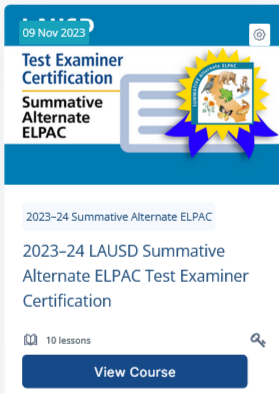 LAUSD
09 Nov 2023
Test Examiner
Certification
Summative
Alternate
ELPAC
SUMMATIVE ALTERNATE ELPAC
2023–24 Summative Alternate ELPAC
2023–24 LAUSD Summative
Alternate ELPAC Test Examiner
Certification
10 lessons
View Course